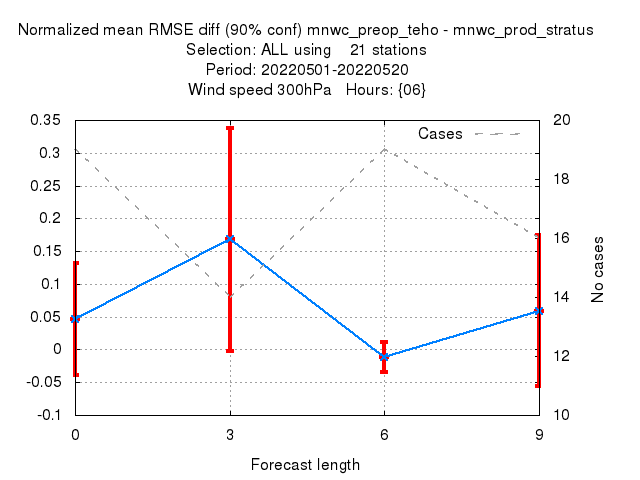 Normalized mean RMSE diff (90% conf) mnwc_preop_teho - mnwc_prod_stratus
Selection: ALL using    21 stations
Period: 20220501-20220520
Wind speed 300hPa   Hours: {06}
Cases
0.35
0.3
0.25
0.2
0.15
0.1
0.05
0
-0.05
-0.1
20
18
16
14
12
10
No cases
0
3
6
9
Forecast length